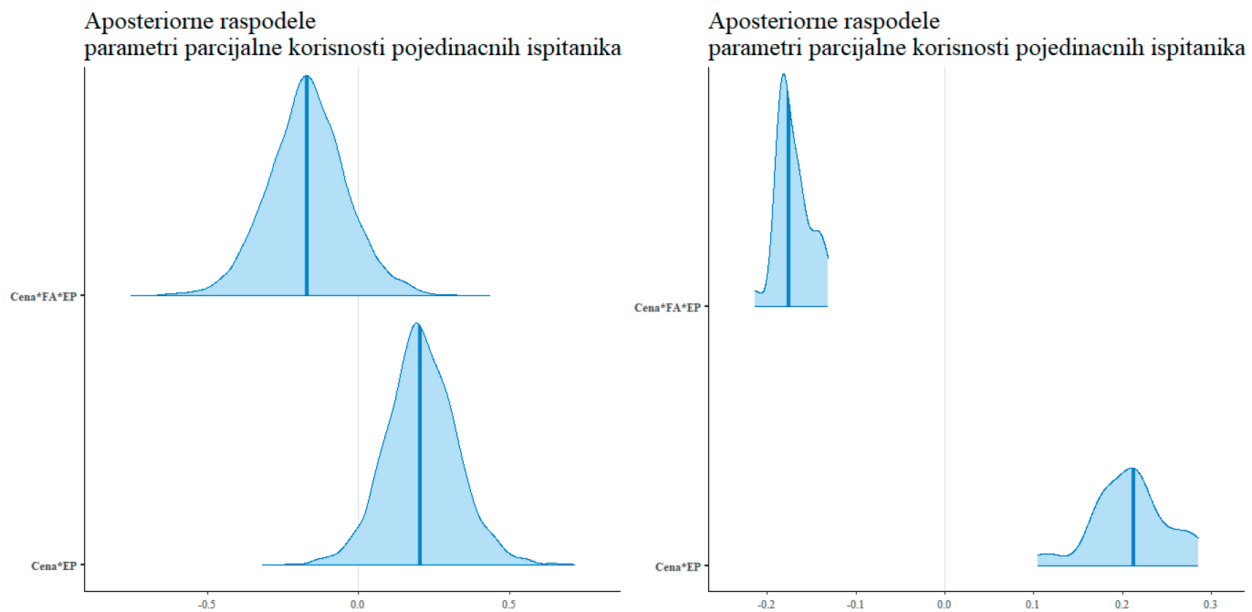 Aposteriorne raspodele
parametri parcijalne korisnosti pojedinacnih ispitanika
Cena*FA*EP
Cena*EP
-0.5 0.0 0.5
Aposteriorne raspodele
parametri parcijalne korisnosti pojedinacnih ispitanika
Cena*FA*EP
Cena*EP
-0.2 -0.1 0.0 0.1 0.2 0.3